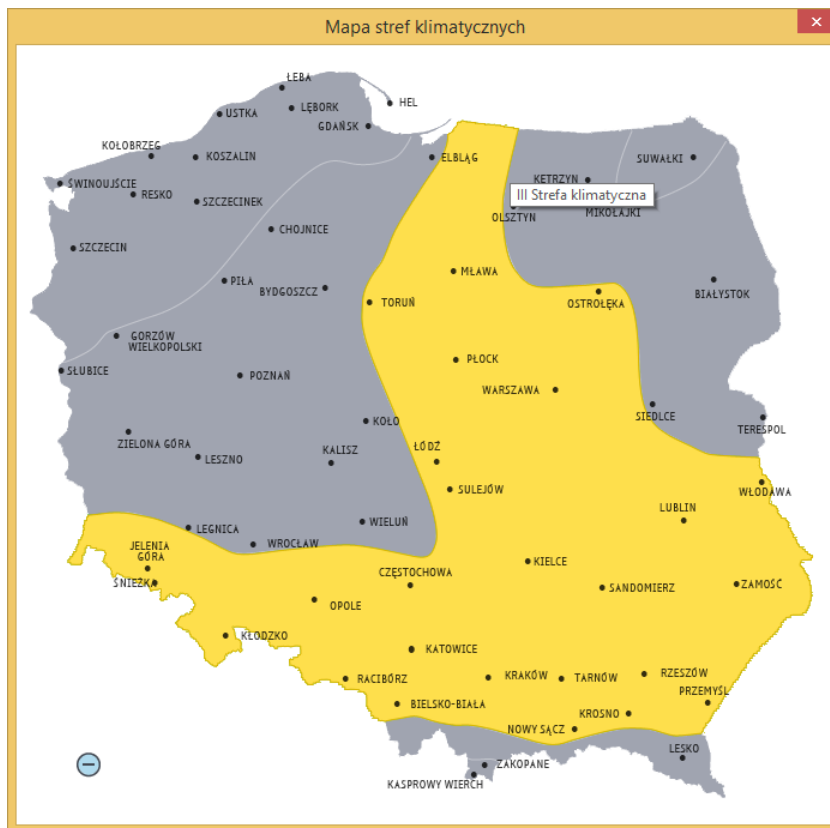 Mapa stref klimatycznych
ŁEBA
HEL
LĘBORK
USTKA
GDAŃSK
KOŁOBRZEG
KOSZALIN
ELBLĄG
SUWAŁKI
KĘTRZYN
ŚWINOUJŚCIE
RESKO
III Strefa klimatyczna
SZCZECINEK
MIKOŁAJKI
OLSZTYN
CHOJNICE
SZCZECIN
MŁAWA
PIŁA
BYDGOSZCZ
BIAŁYSTOK
TORUŃ
OSTROŁĘKA
GORZÓW
WIELKOPOLSKI
PŁOCK
SŁUBICE
POZNAŃ
WARSZAWA
SIEDLCE
KOŁO
TERESPOL
ZIELONA GÓRA
ŁÓDŹ
KALISZ
LESZNO
SULEJÓW
WŁODAWA
LUBLIN
WIELUŃ
LEGNICA
WROCŁAW
JELENIA
GÓRA
KIELCE
CZĘSTOCHOWA
ŚNIEŻKA
SANDOMIERZ
ZAMOŚĆ
OPOLE
KŁODZKO
KATOWICE
RACIBÓRZ
KRAKÓW
TARNÓW
RZESZÓW
PRZEMYŚL
BIELSKO-BIAŁA
KROSNO
NOWY SĄCZ
LESKO
ZAKOPANE
KASPROWY WIERCH